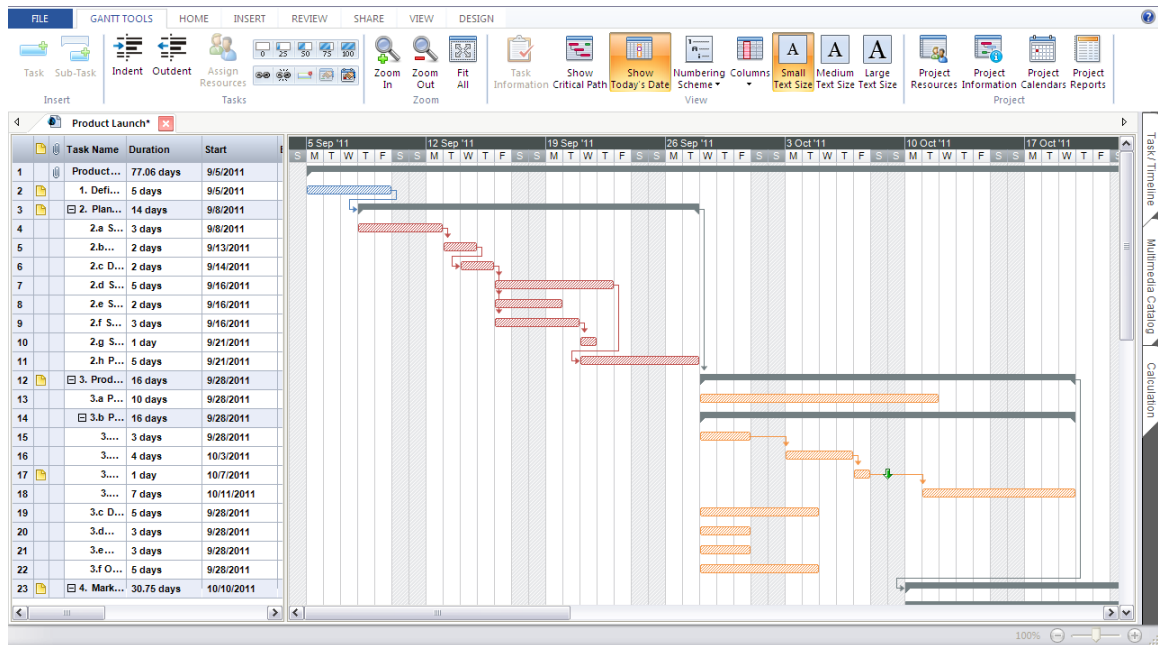 FILE GANTT TOOLS HOME INSERT REVIEW SHARE VIEW DESIGN
0 25 50 75 100
Task Sub-Task Indent Outdent Assign Resources Zoom In Zoom Out Fit All Task Information Show Critical Path Show Today's Date Numbering Scheme Columns Small Text Size Medium Text Size Large Text Size Project Resources Project Information Project Calendars Project Reports
Insert Tasks Zoom View Project
Product Launch*
Task Name Duration Start
5 Sep '11 12 Sep '11 19 Sep '11 26 Sep '11 3 Oct '11 10 Oct '11 17 Oct '11
S M T W T F S S M T W T F S S M T W T F S S M T W T F S S M T W T F S S M T W T F S S M T W T F S
1 Product... 77.06 days 9/5/2011
2 1. Defi... 5 days 9/5/2011
3 2. Plan... 14 days 9/8/2011
4 2.a S... 3 days 9/8/2011
5 2.b... 2 days 9/13/2011
6 2.c D... 2 days 9/14/2011
7 2.d S... 5 days 9/16/2011
8 2.e S... 2 days 9/16/2011
9 2.f S... 3 days 9/16/2011
10 2.g S... 1 day 9/21/2011
11 2.h P... 5 days 9/21/2011
12 3. Prod... 16 days 9/28/2011
13 3.a P... 10 days 9/28/2011
14 3.b P... 16 days 9/28/2011
15 3.... 3 days 9/28/2011
16 3.... 4 days 10/3/2011
17 3.... 1 day 10/7/2011
18 3.... 7 days 10/11/2011
19 3.c D... 5 days 9/28/2011
20 3.d... 3 days 9/28/2011
21 3.e... 3 days 9/28/2011
22 3.f O... 5 days 9/28/2011
23 4. Mark... 30.75 days 10/10/2011
Task/Timeline
Multimedia Catalog
Calculation
100%